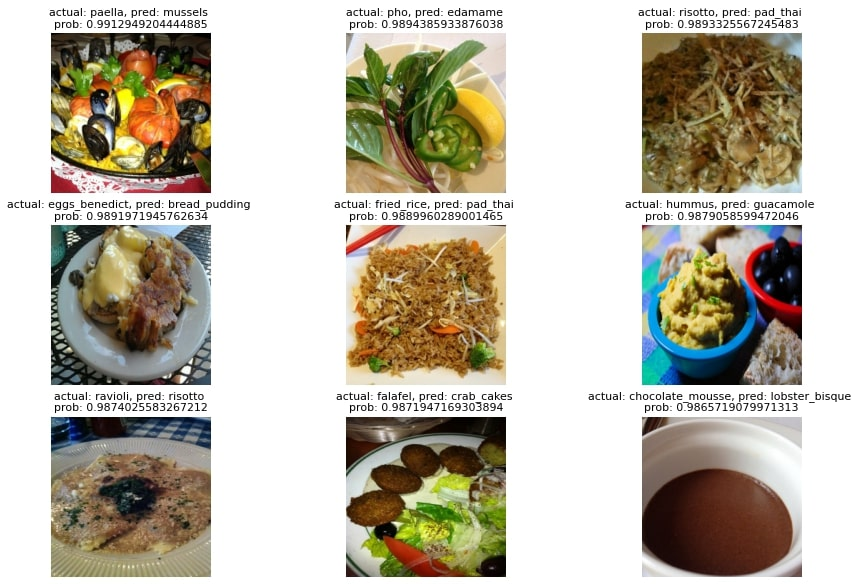 actual: paella, pred: mussels
prob: 0.9912949204444885
actual: pho, pred: edamame
prob: 0.9894385933876038
actual: risotto, pred: pad_thai
prob: 0.9893325567245483
actual: eggs_benedict, pred: bread_pudding
prob: 0.9891971945762634
actual: fried_rice, pred: pad_thai
prob: 0.9889960289001465
actual: hummus, pred: guacamole
prob: 0.9879058599472046
actual: ravioli, pred: risotto
prob: 0.9874025583267212
actual: falafel, pred: crab_cakes
prob: 0.9871947169303894
actual: chocolate_mousse, pred: lobster_bisque
prob: 0.9865719079971313